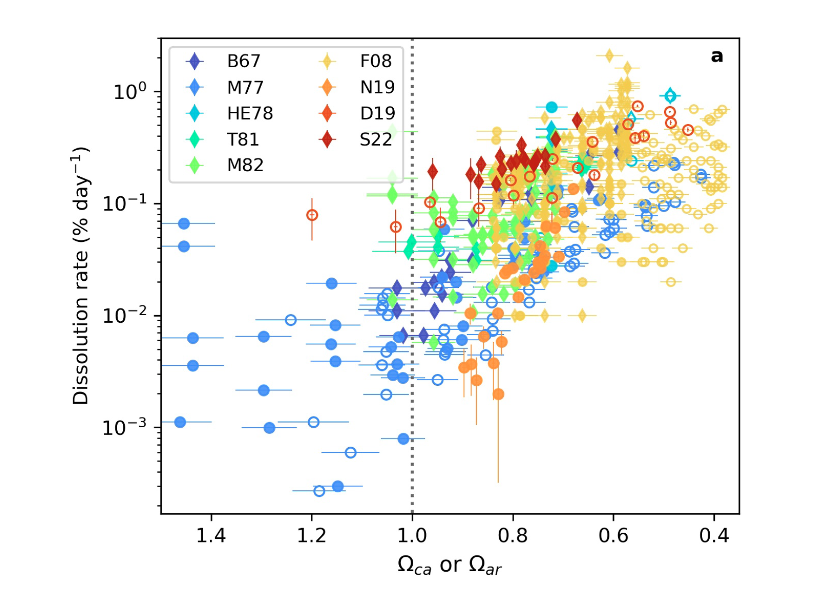 a
B67
M77
HE78
T81
M82
F08
N19
D19
S22
Dissolution rate (% day⁻¹)
10⁰
10⁻¹
10⁻²
10⁻³
1.4 1.2 1.0 0.8 0.6 0.4
Ω_ca or Ω_ar